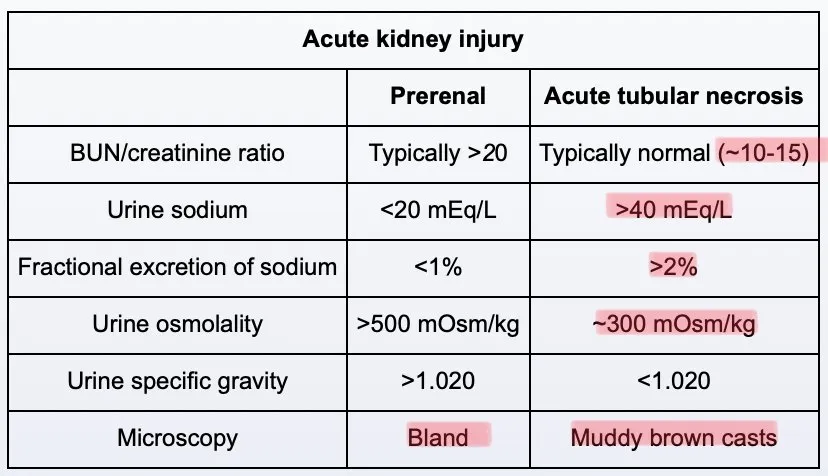 Acute kidney injury
Prerenal Acute tubular necrosis
BUN/creatinine ratio Typically >20 Typically normal (~10-15)
Urine sodium <20 mEq/L >40 mEq/L
Fractional excretion of sodium <1% >2%
Urine osmolality >500 mOsm/kg ~300 mOsm/kg
Urine specific gravity >1.020 <1.020
Microscopy Bland Muddy brown casts